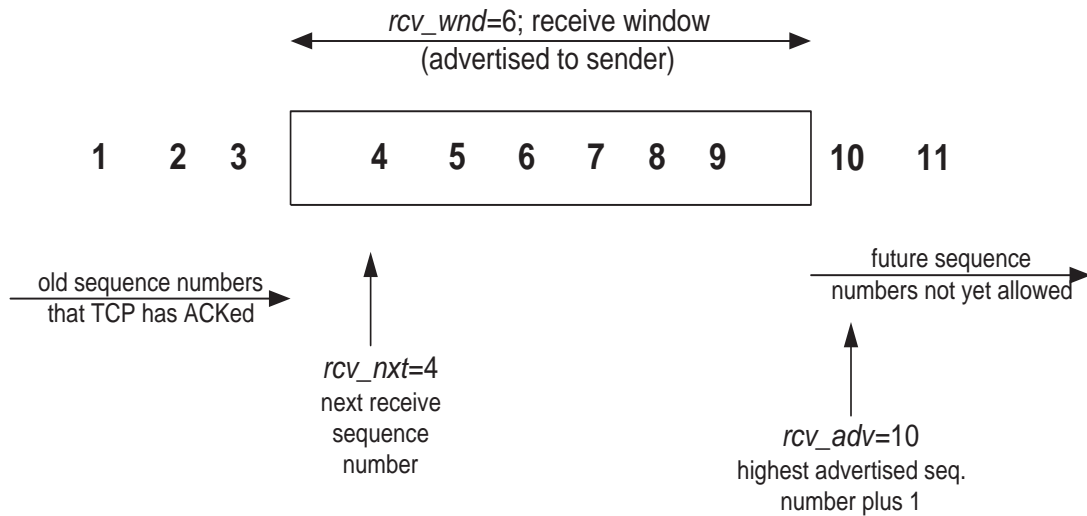 rcv_wnd=6; receive window
(advertised to sender)
1 2 3 4 5 6 7 8 9 10 11
old sequence numbers
that TCP has ACKed
future sequence
numbers not yet allowed
rcv_nxt=4
next receive
sequence
number
rcv_adv=10
highest advertised seq.
number plus 1